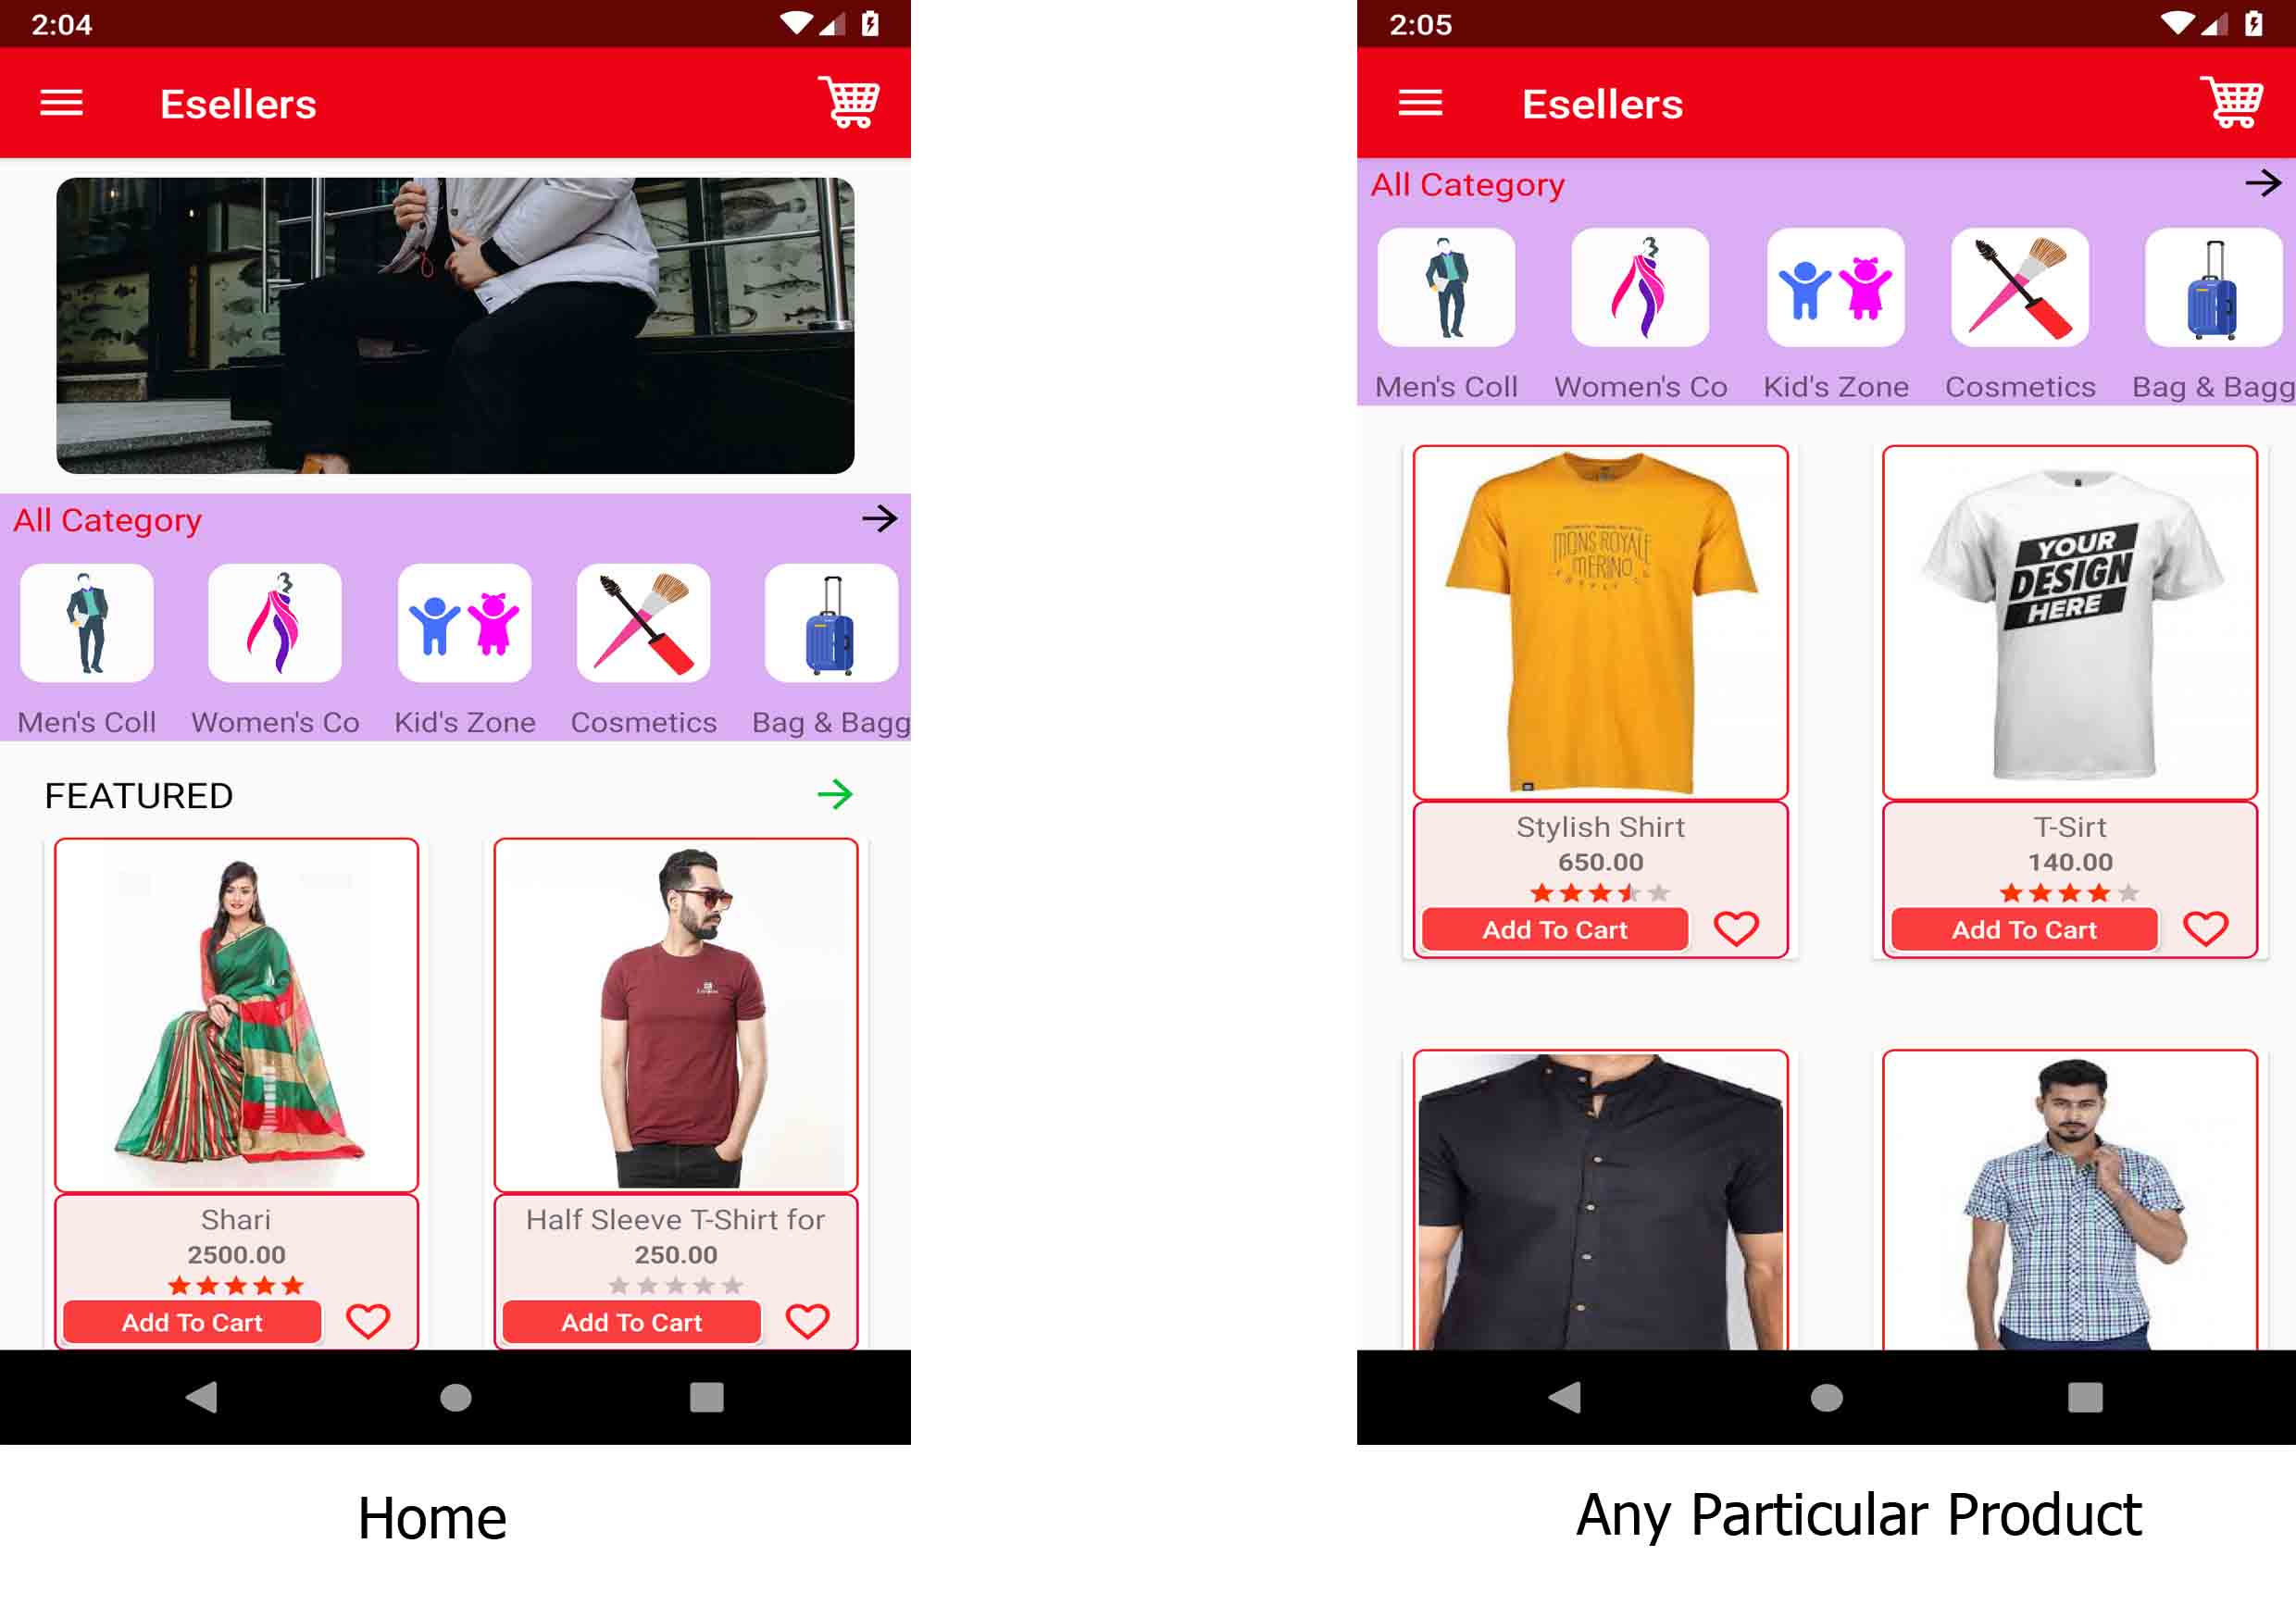 2:04
Esellers
All Category
Men's Coll Women's Co Kid's Zone Cosmetics Bag & Bagg
FEATURED
Shari
2500.00
Add To Cart
Half Sleeve T-Shirt for
250.00
Add To Cart
Home
2:05
Esellers
All Category
Men's Coll Women's Co Kid's Zone Cosmetics Bag & Bagg
MONS ROYALE
MERINO
Stylish Shirt
650.00
Add To Cart
YOUR
DESIGN
HERE
T-Sirt
140.00
Add To Cart
Any Particular Product